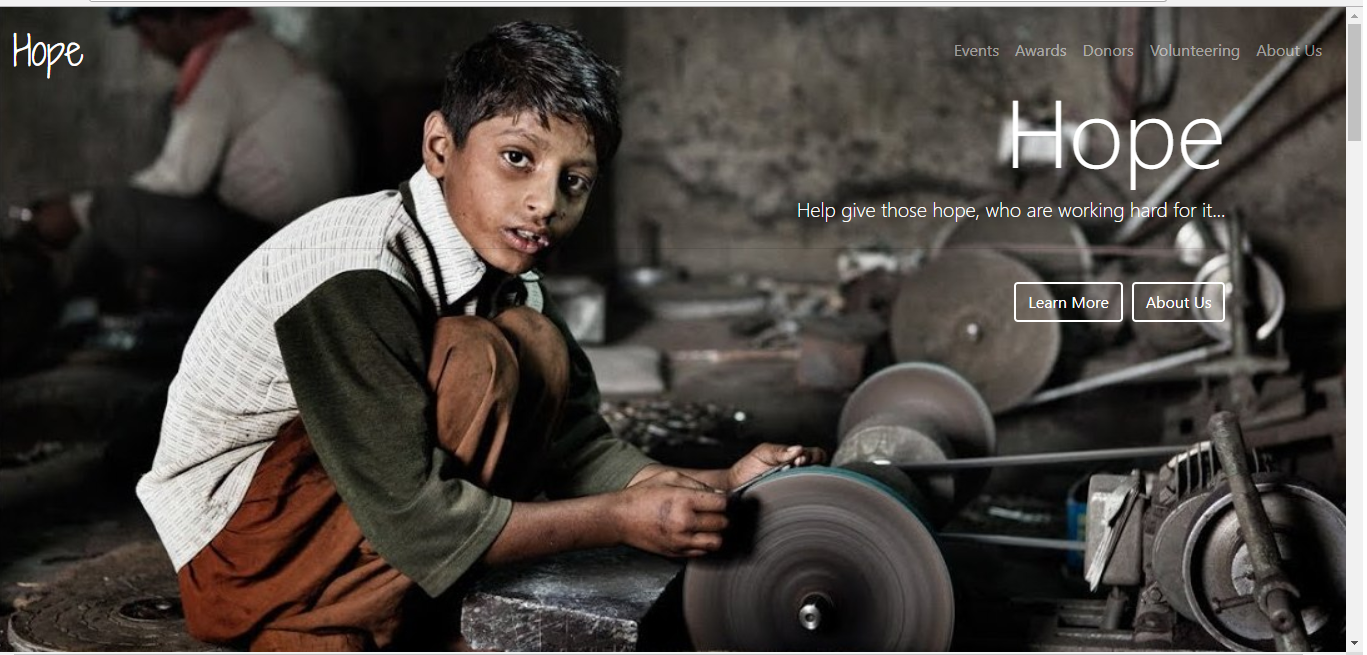 Hope
Events Awards Donors Volunteering About Us
Hope
Help give those hope, who are working hard for it...
Learn More About Us